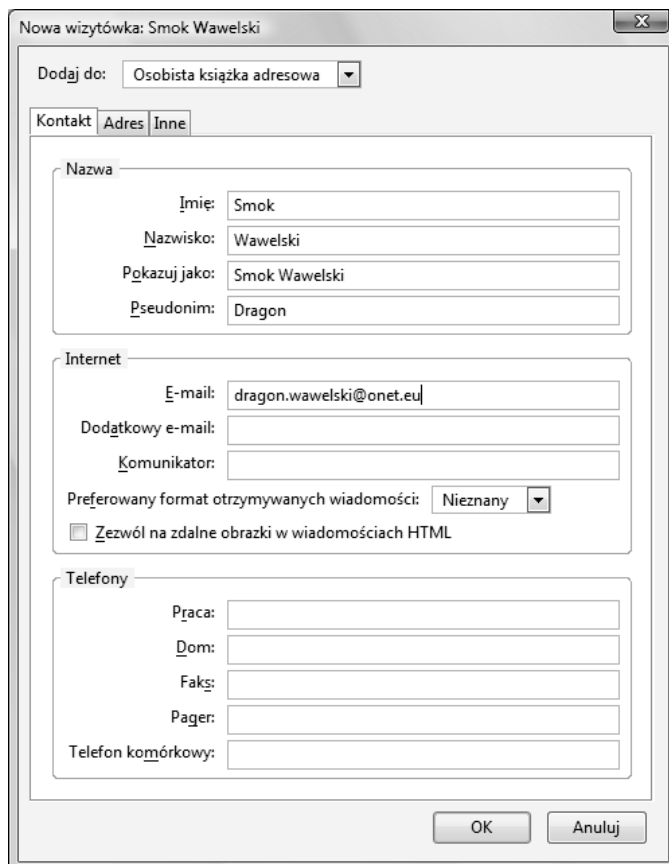 Nowa wizytówka: Smok Wawelski
Dodaj do: Osobista książka adresowa
Kontakt Adres Inne
Nazwa
Imię: Smok
Nazwisko: Wawelski
Pokazuj jako: Smok Wawelski
Pseudonim: Dragon
Internet
E-mail: dragon.wawelski@onet.eu
Dodatkowy e-mail:
Komunikator:
Preferowany format otrzymywanych wiadomości: Nieznany
Zezwól na zdalne obrazki w wiadomościach HTML
Telefony
Praca:
Dom:
Faks:
Pager:
Telefon komórkowy:
OK Anuluj